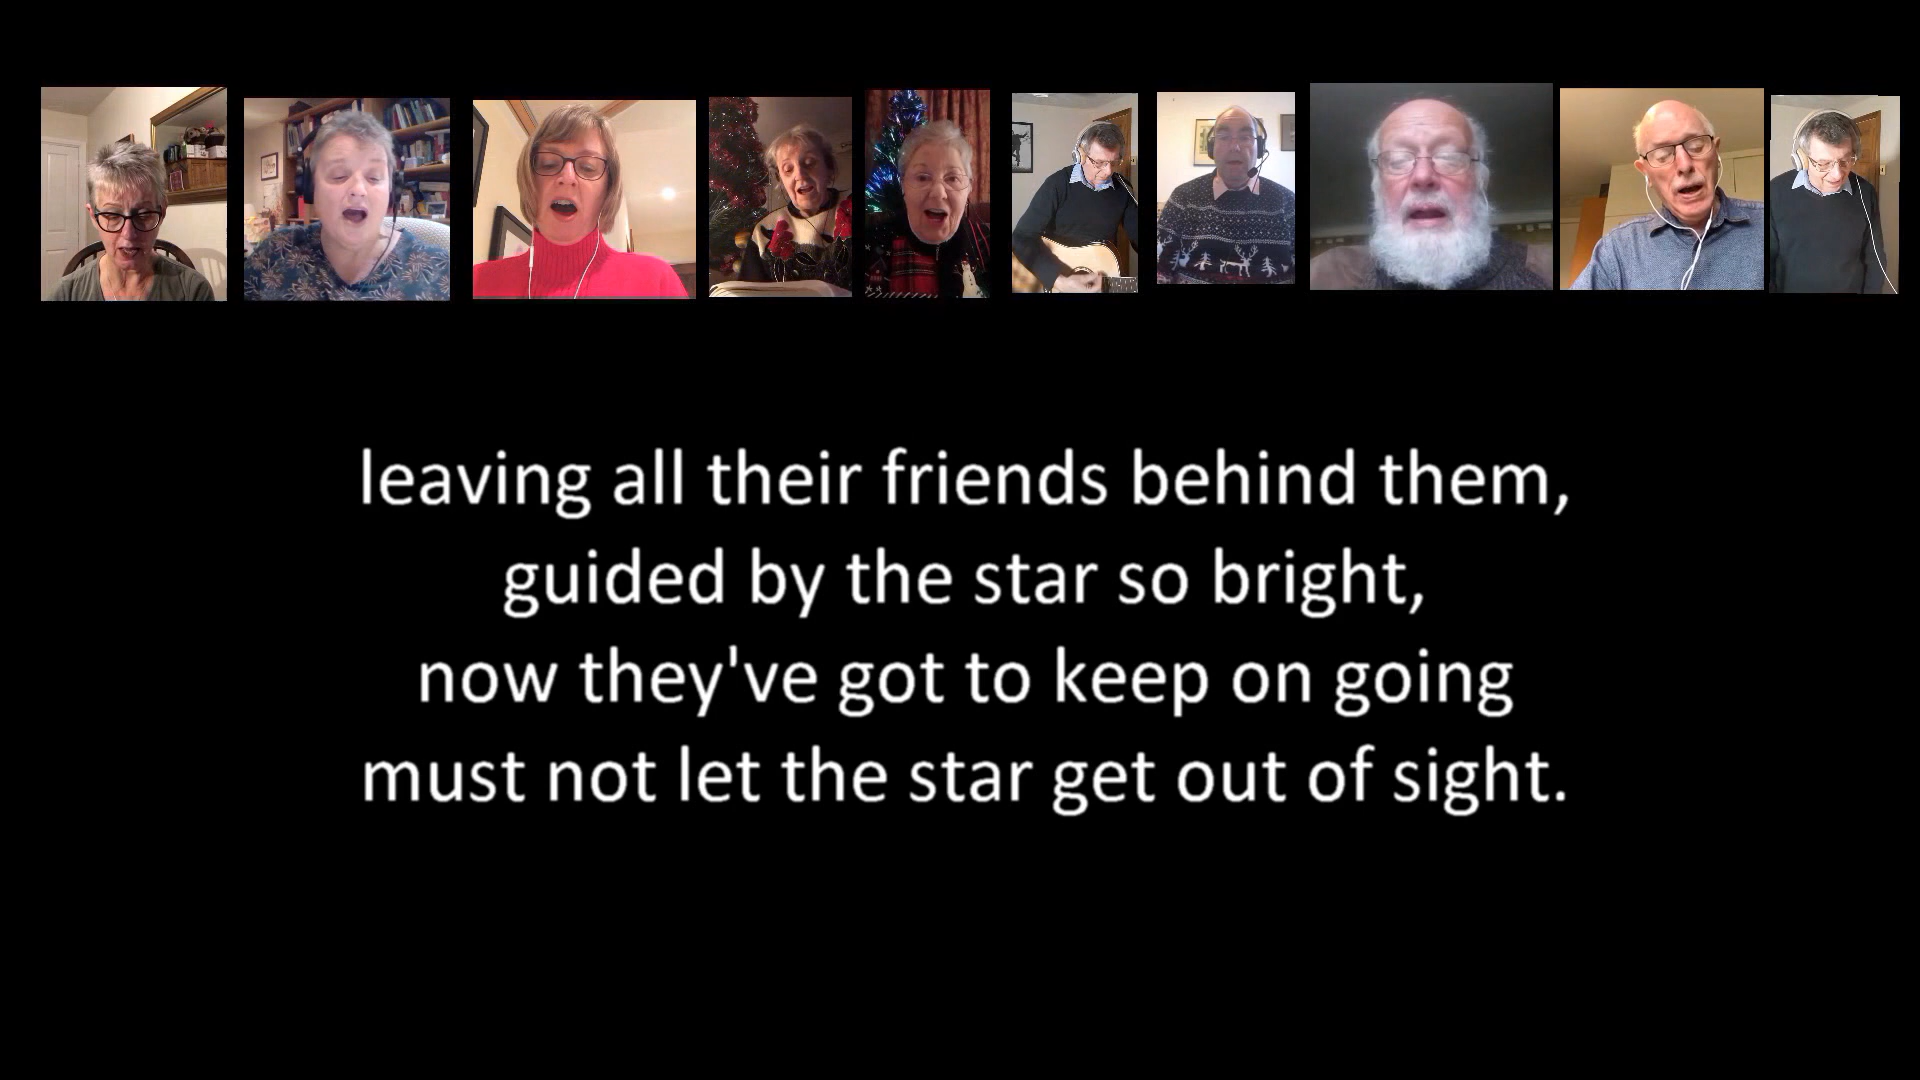 leaving all their friends behind them,
guided by the star so bright,
now they've got to keep on going
must not let the star get out of sight.